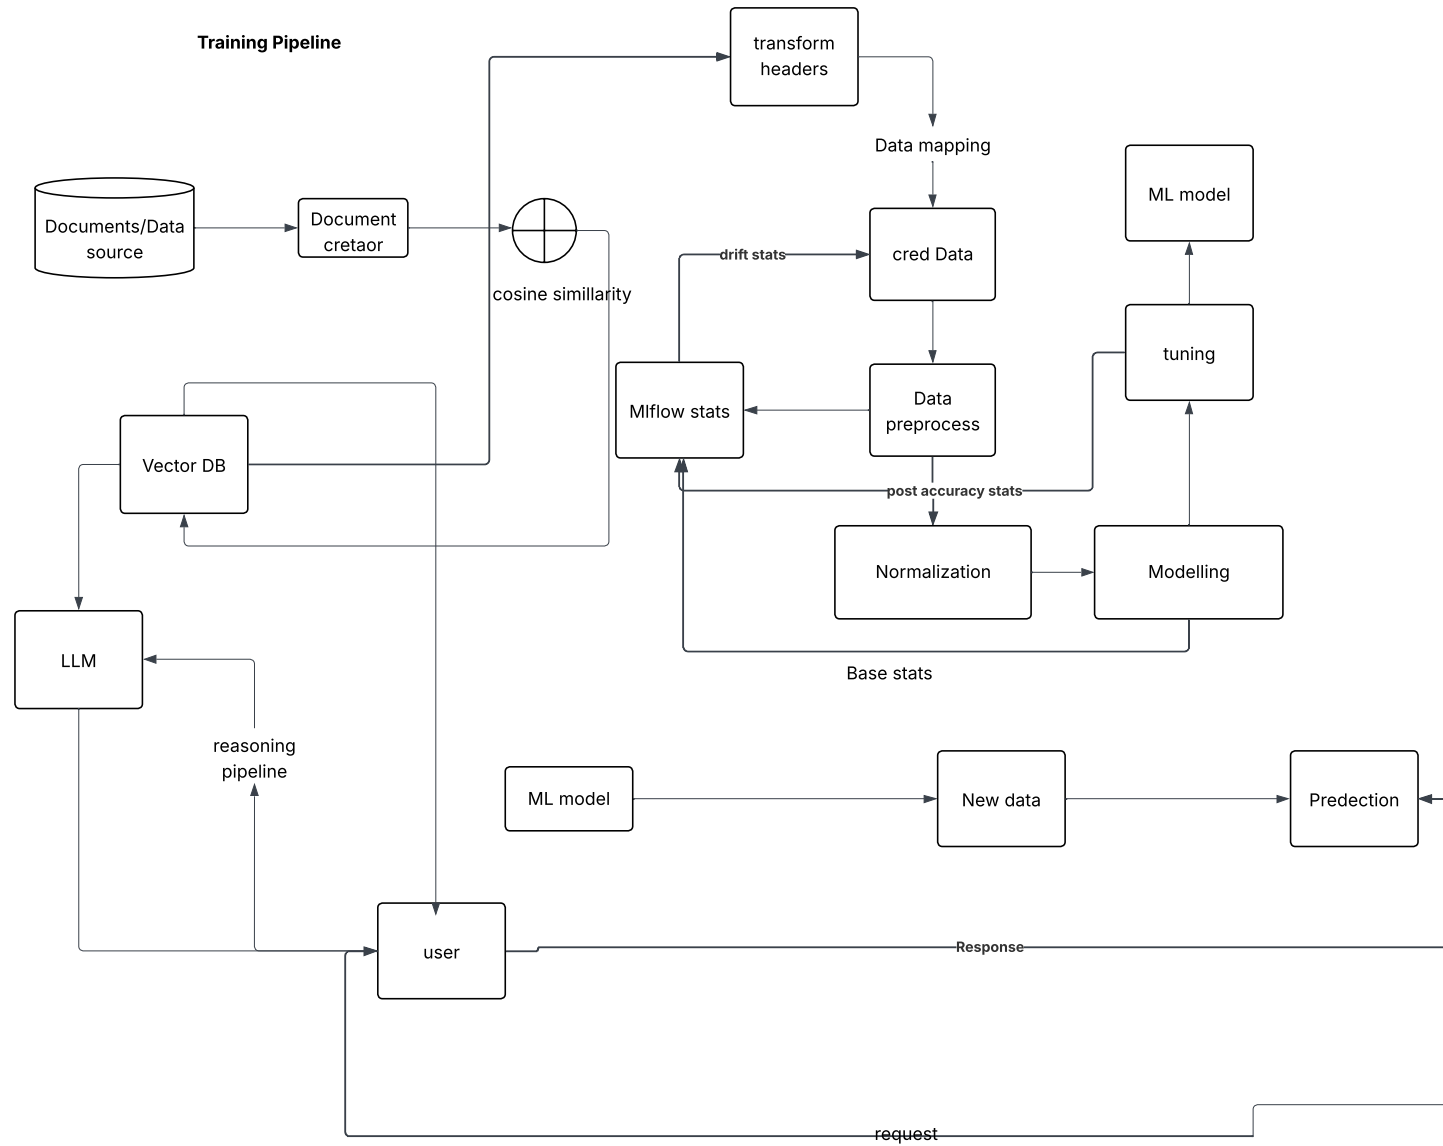 Training Pipeline
transform
headers
Data mapping
ML model
Documents/Data
source
Document
cretaor
drift stats
cred Data
cosine simillarity
tuning
Mlflow stats
Data
preprocess
Vector DB
post accuracy stats
Normalization
Modelling
LLM
Base stats
reasoning
pipeline
ML model
New data
Predection
user
Response
request